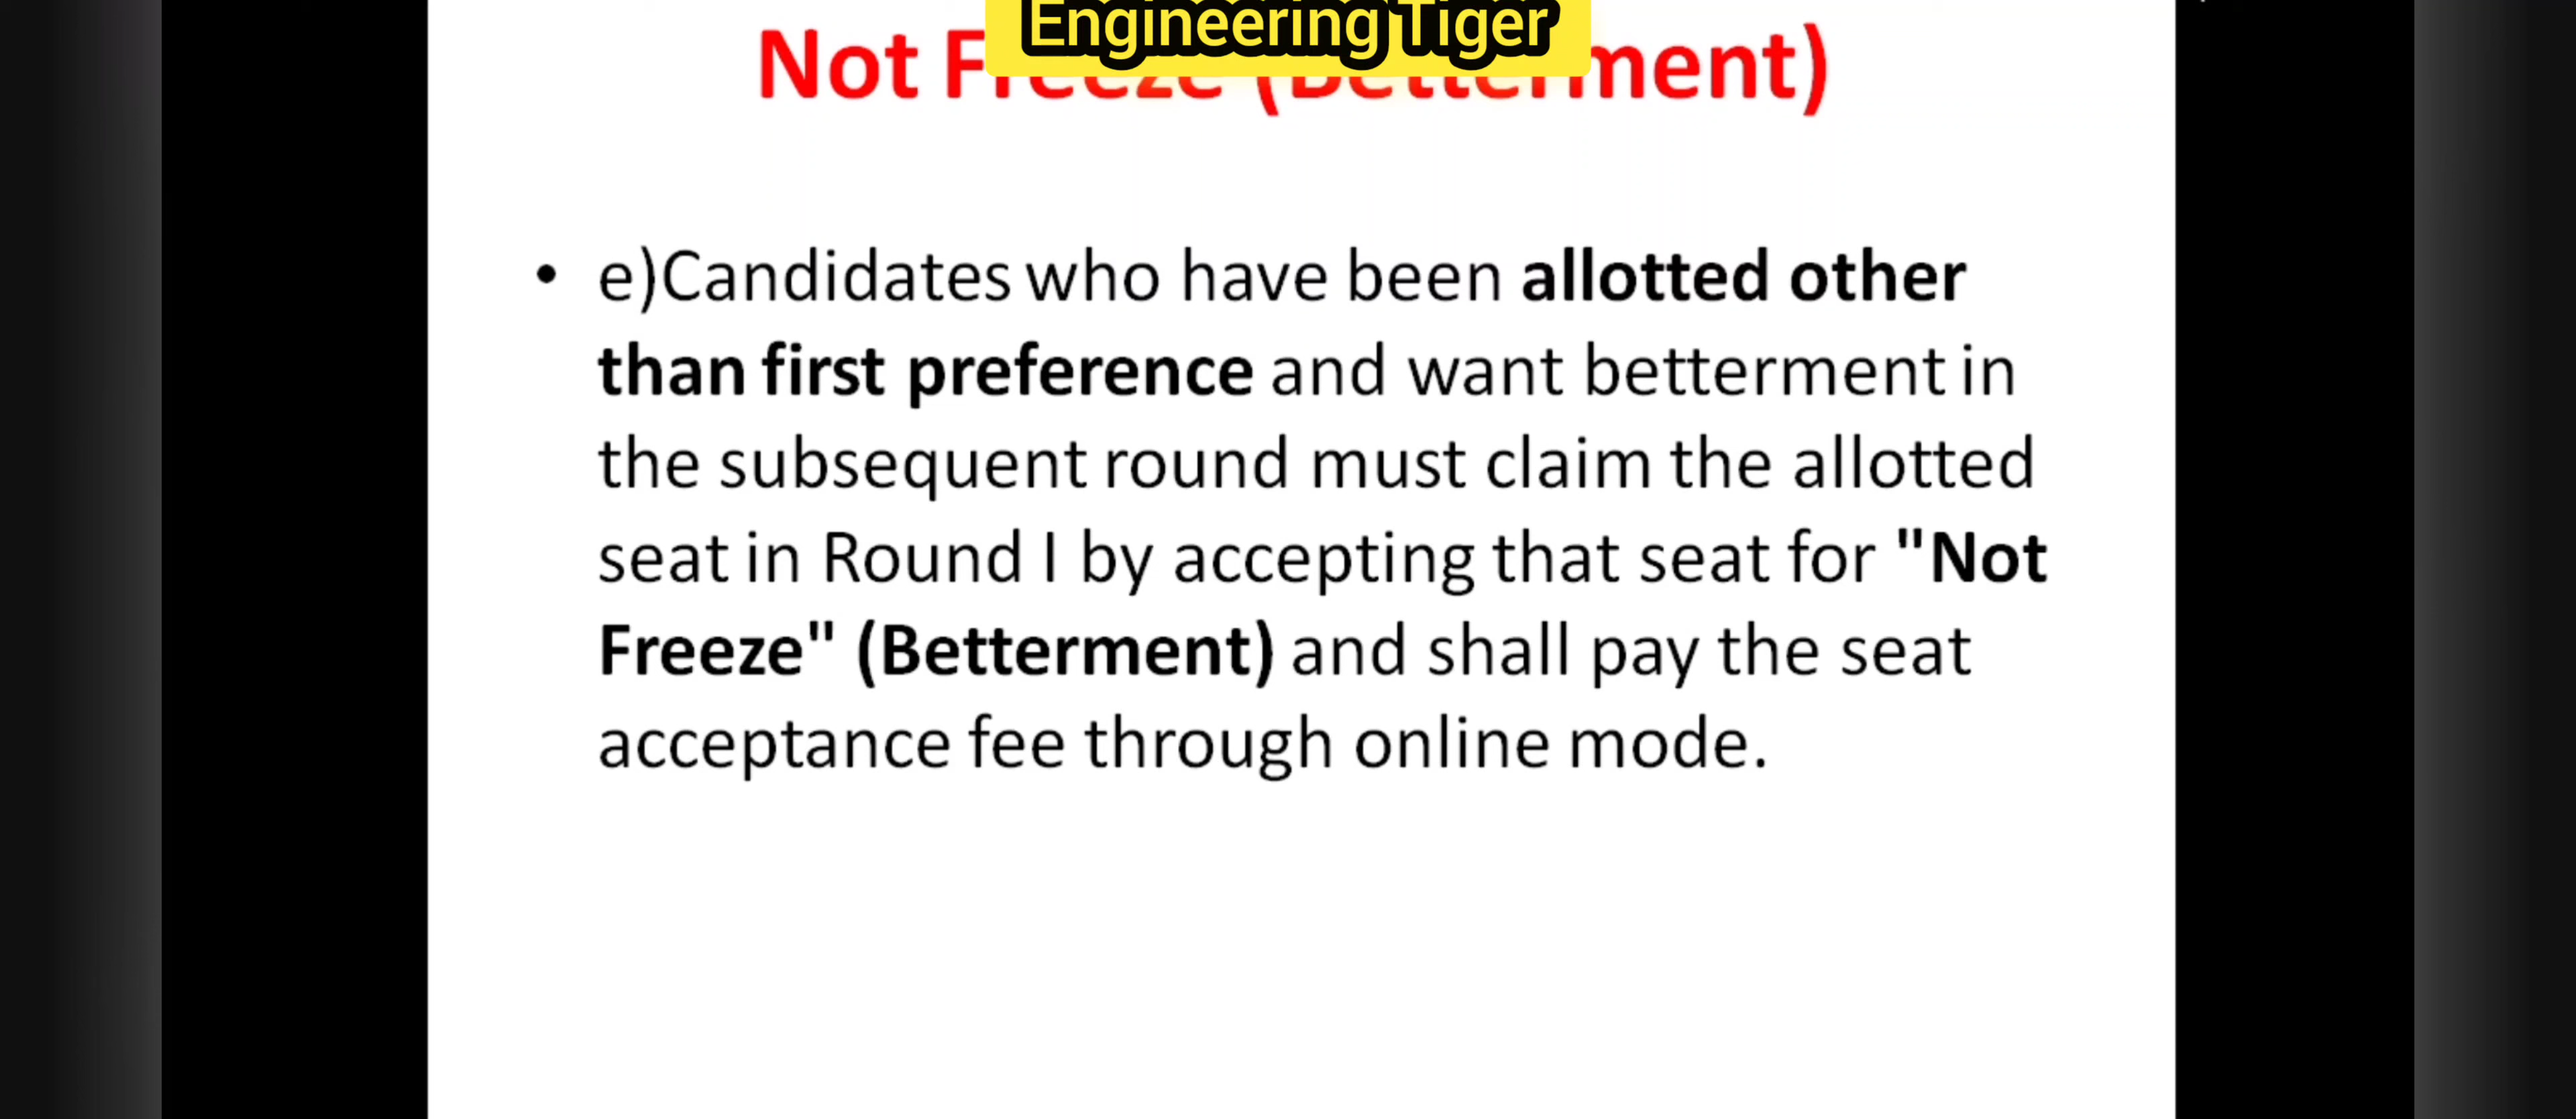 Engineering Tiger
Not Freeze (Betterment)
• e)Candidates who have been allotted other
than first preference and want betterment in
the subsequent round must claim the allotted
seat in Round I by accepting that seat for "Not
Freeze" (Betterment) and shall pay the seat
acceptance fee through online mode.